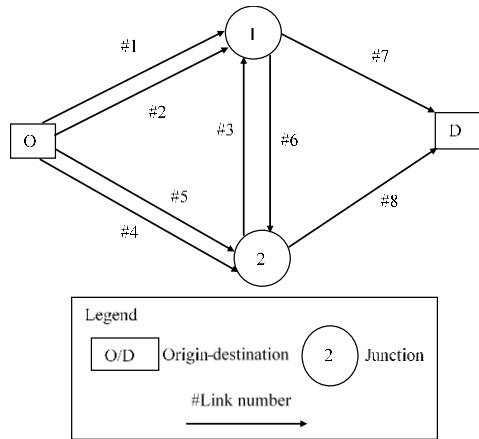 #1
1
#7
#2
O
#3
#6
D
#5
#8
#4
2
Legend
O/D Origin-destination 2 Junction
#Link number